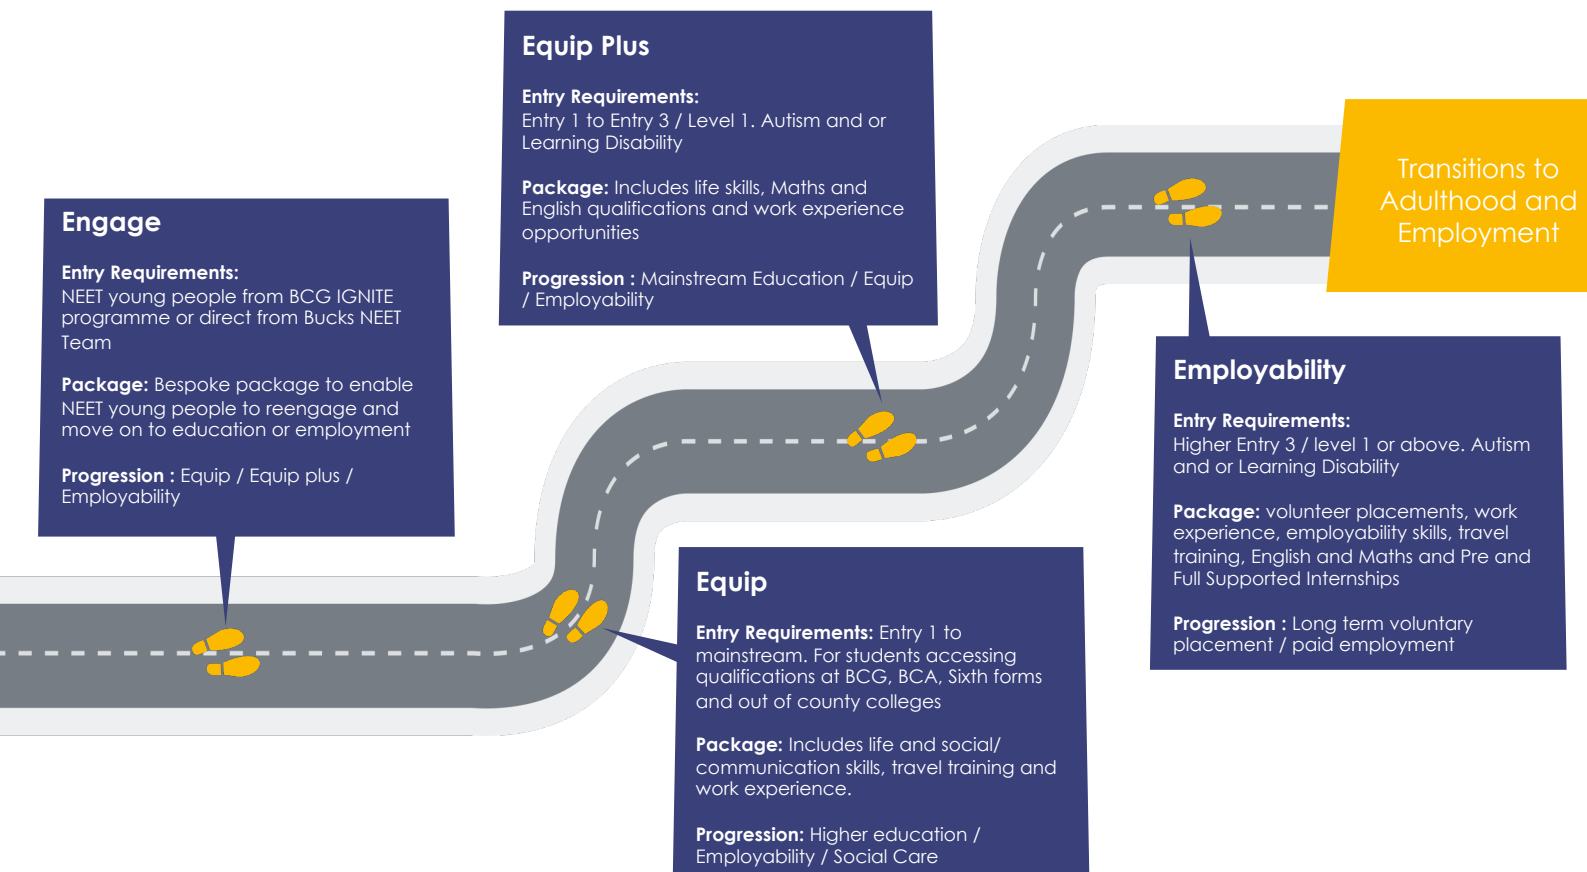 Engage
Entry Requirements:
NEET young people from BCG IGNITE
programme or direct from Bucks NEET
Team
Package: Bespoke package to enable
NEET young people to reengage and
move on to education or employment
Progression : Equip / Equip plus /
Employability
Equip Plus
Entry Requirements:
Entry 1 to Entry 3 / Level 1. Autism and or
Learning Disability
Package: Includes life skills, Maths and
English qualifications and work experience
opportunities
Progression : Mainstream Education / Equip
/ Employability
Equip
Entry Requirements: Entry 1 to
mainstream. For students accessing
qualifications at BCG, BCA, Sixth forms
and out of county colleges
Package: Includes life and social/
communication skills, travel training and
work experience.
Progression: Higher education /
Employability / Social Care
Employability
Entry Requirements:
Higher Entry 3 / level 1 or above. Autism
and or Learning Disability
Package: volunteer placements, work
experience, employability skills, travel
training, English and Maths and Pre and
Full Supported Internships
Progression : Long term voluntary
placement / paid employment
Transitions to
Adulthood and
Employment